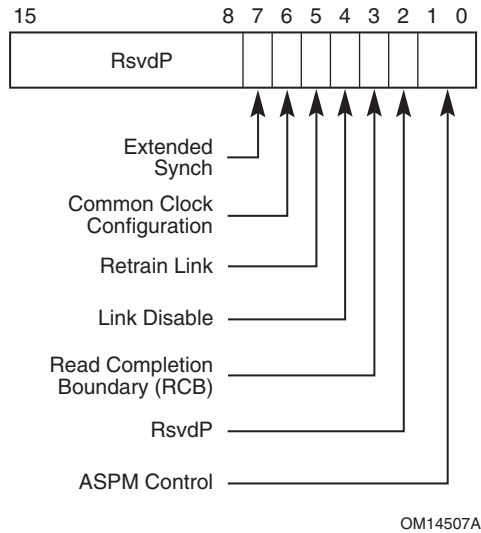 15 8 7 6 5 4 3 2 1 0
RsvdP
Extended
Synch
Common Clock
Configuration
Retrain Link
Link Disable
Read Completion
Boundary (RCB)
RsvdP
ASPM Control
OM14507A